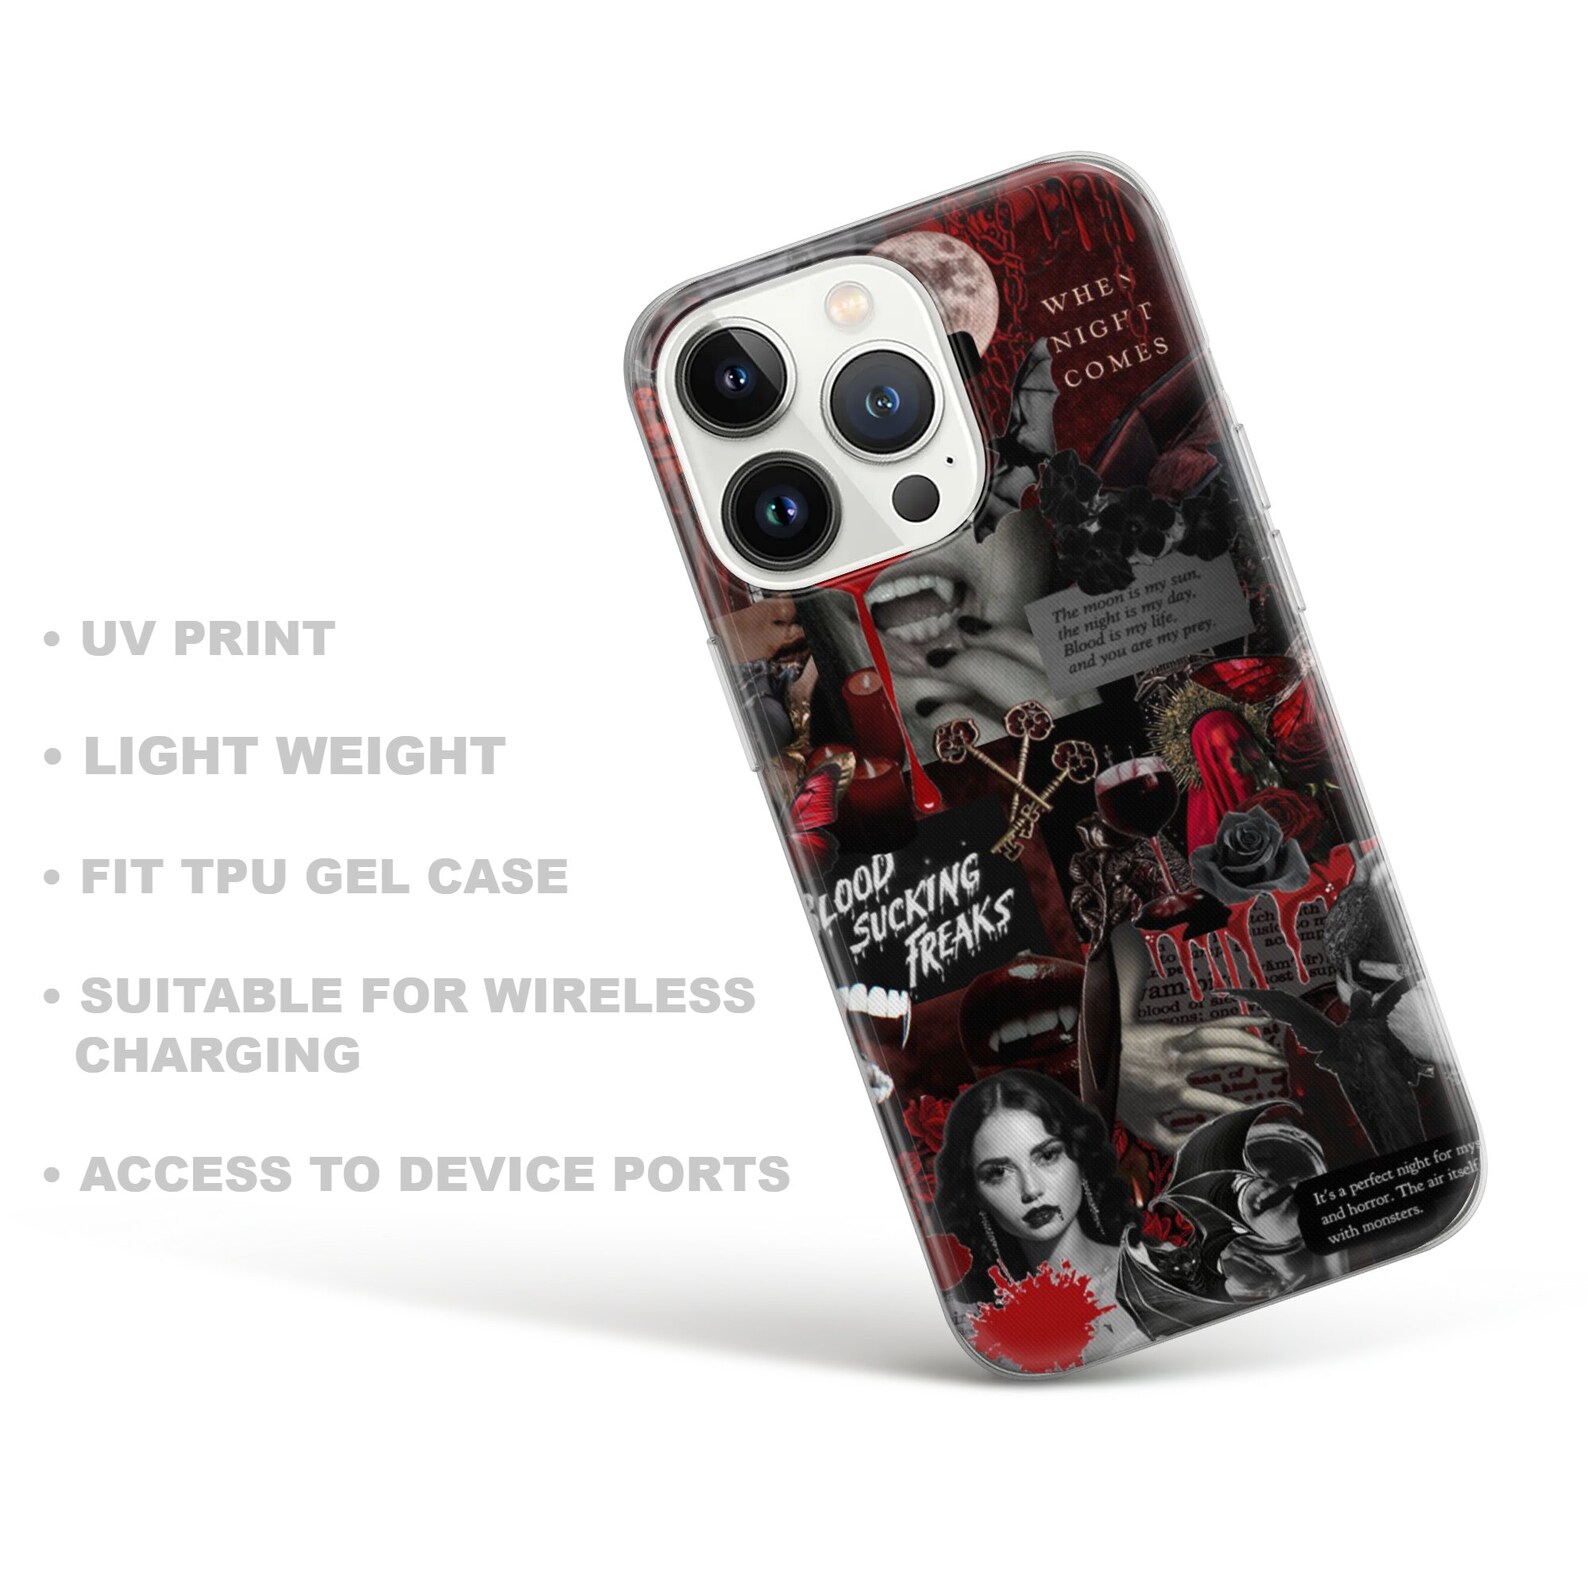 • UV PRINT
• LIGHT WEIGHT
• FIT TPU GEL CASE
• SUITABLE FOR WIRELESS
CHARGING
• ACCESS TO DEVICE PORTS
WHEN
NIGHT
COMES
The moon is my sun,
the night is my day,
Blood is my life,
and you are my prey.
LOOD
SUCKING
FREAKS
blood
It's a perfect night for my
and horror. The air itself
with monsters.